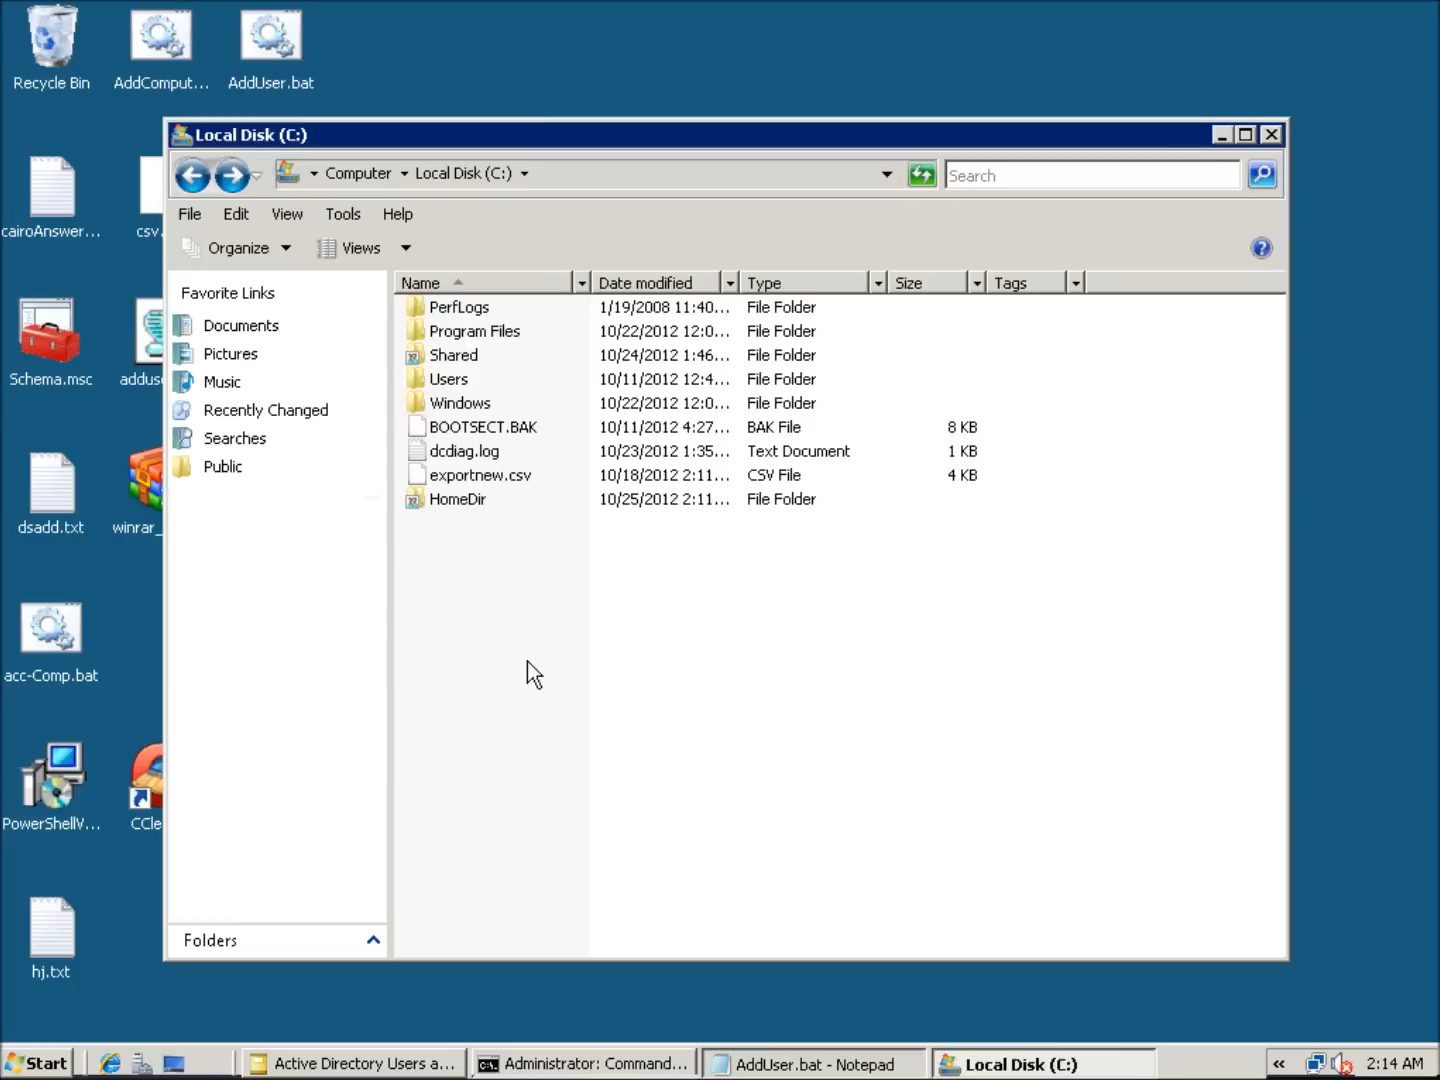 Recycle Bin
AddComput...
AddUser.bat
cairoAnswer...
csv.
Schema.msc
adduse
dsadd.txt
winrar_
acc-Comp.bat
PowerShellV...
CCle
hj.txt
Local Disk (C:)
Computer Local Disk (C:)
Search
File Edit View Tools Help
Organize Views
Favorite Links
Documents
Pictures
Music
Recently Changed
Searches
Public
Folders
Name Date modified Type Size Tags
PerfLogs 1/19/2008 11:40... File Folder
Program Files 10/22/2012 12:0... File Folder
Shared 10/24/2012 1:46... File Folder
Users 10/11/2012 12:4... File Folder
Windows 10/22/2012 12:0... File Folder
BOOTSECT.BAK 10/11/2012 4:27... BAK File 8 KB
dcdiag.log 10/23/2012 1:35... Text Document 1 KB
exportnew.csv 10/18/2012 2:11... CSV File 4 KB
HomeDir 10/25/2012 2:11... File Folder
Start
Active Directory Users a...
Administrator: Command...
AddUser.bat - Notepad
Local Disk (C:)
2:14 AM